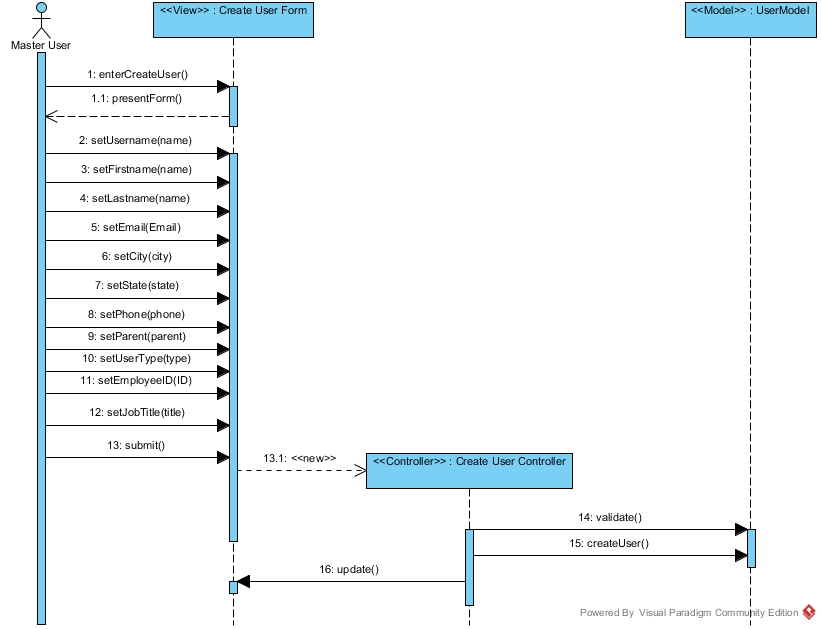 <<View>> : Create User Form
<<Model>> : UserModel
Master User
1: enterCreateUser()
1.1: presentForm()
2: setUsername(name)
3: setFirstname(name)
4: setLastname(name)
5: setEmail(Email)
6: setCity(city)
7: setState(state)
8: setPhone(phone)
9: setParent(parent)
10: setUserType(type)
11: setEmployeeID(ID)
12: setJobTitle(title)
13: submit()
13.1: <<new>>
<<Controller>> : Create User Controller
14: validate()
15: createUser()
16: update()
Powered By Visual Paradigm Community Edition